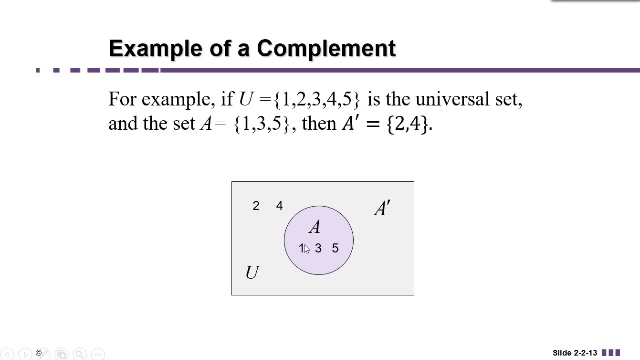 Example of a Complement
For example, if U ={1,2,3,4,5} is the universal set,
and the set A= {1,3,5}, then A′ = {2,4}.
2 4
A′
A
1 3 5
U
©
Slide 2-2-13